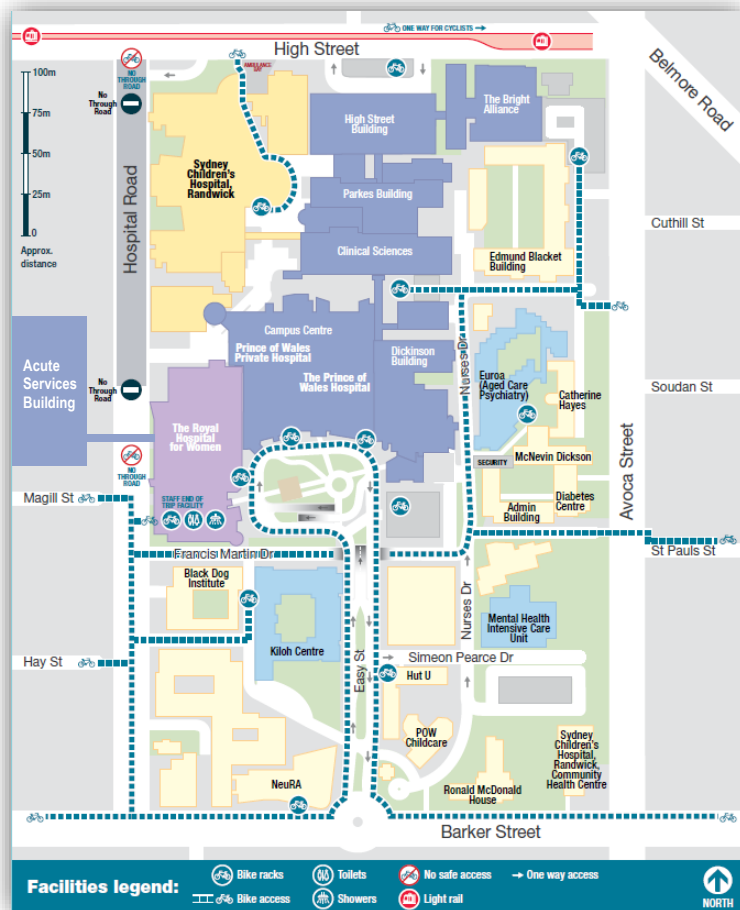 ONE WAY FOR CYCLISTS
High Street
Belmore Road
100m
75m
50m
25m
0
Approx.
distance
NO
THROUGH
ROAD
No
Through
Road
AMBULANCE
BAY
Hospital Road
Sydney
Children's
Hospital,
Randwick
High Street
Building
The Bright
Alliance
Parkes Building
Clinical Sciences
Edmund Blacket
Building
Cuthill St
Campus Centre
Prince of Wales
Private Hospital
The Prince of
Wales Hospital
Dickinson
Building
Nurses Dr
Euroa
(Aged Care
Psychiatry)
Catherine
Hayes
Soudan St
Acute
Services
Building
No
Through
Road
The Royal
Hospital
for Women
NO
THROUGH
ROAD
SECURITY
McNevin Dickson
Diabetes
Centre
Admin
Building
Avoca Street
Magill St
STAFF END OF
TRIP FACILITY
Francis Martin Dr
St Pauls St
Black Dog
Institute
Kiloh Centre
Easy St
Nurses Dr
Mental Health
Intensive Care
Unit
Simeon Pearce Dr
Hay St
Hut U
POW
Childcare
NeuRA
Ronald McDonald
House
Sydney
Children's
Hospital,
Randwick,
Community
Health Centre
Barker Street
Facilities legend:
Bike racks
Toilets
No safe access
One way access
Bike access
Showers
Light rail
NORTH